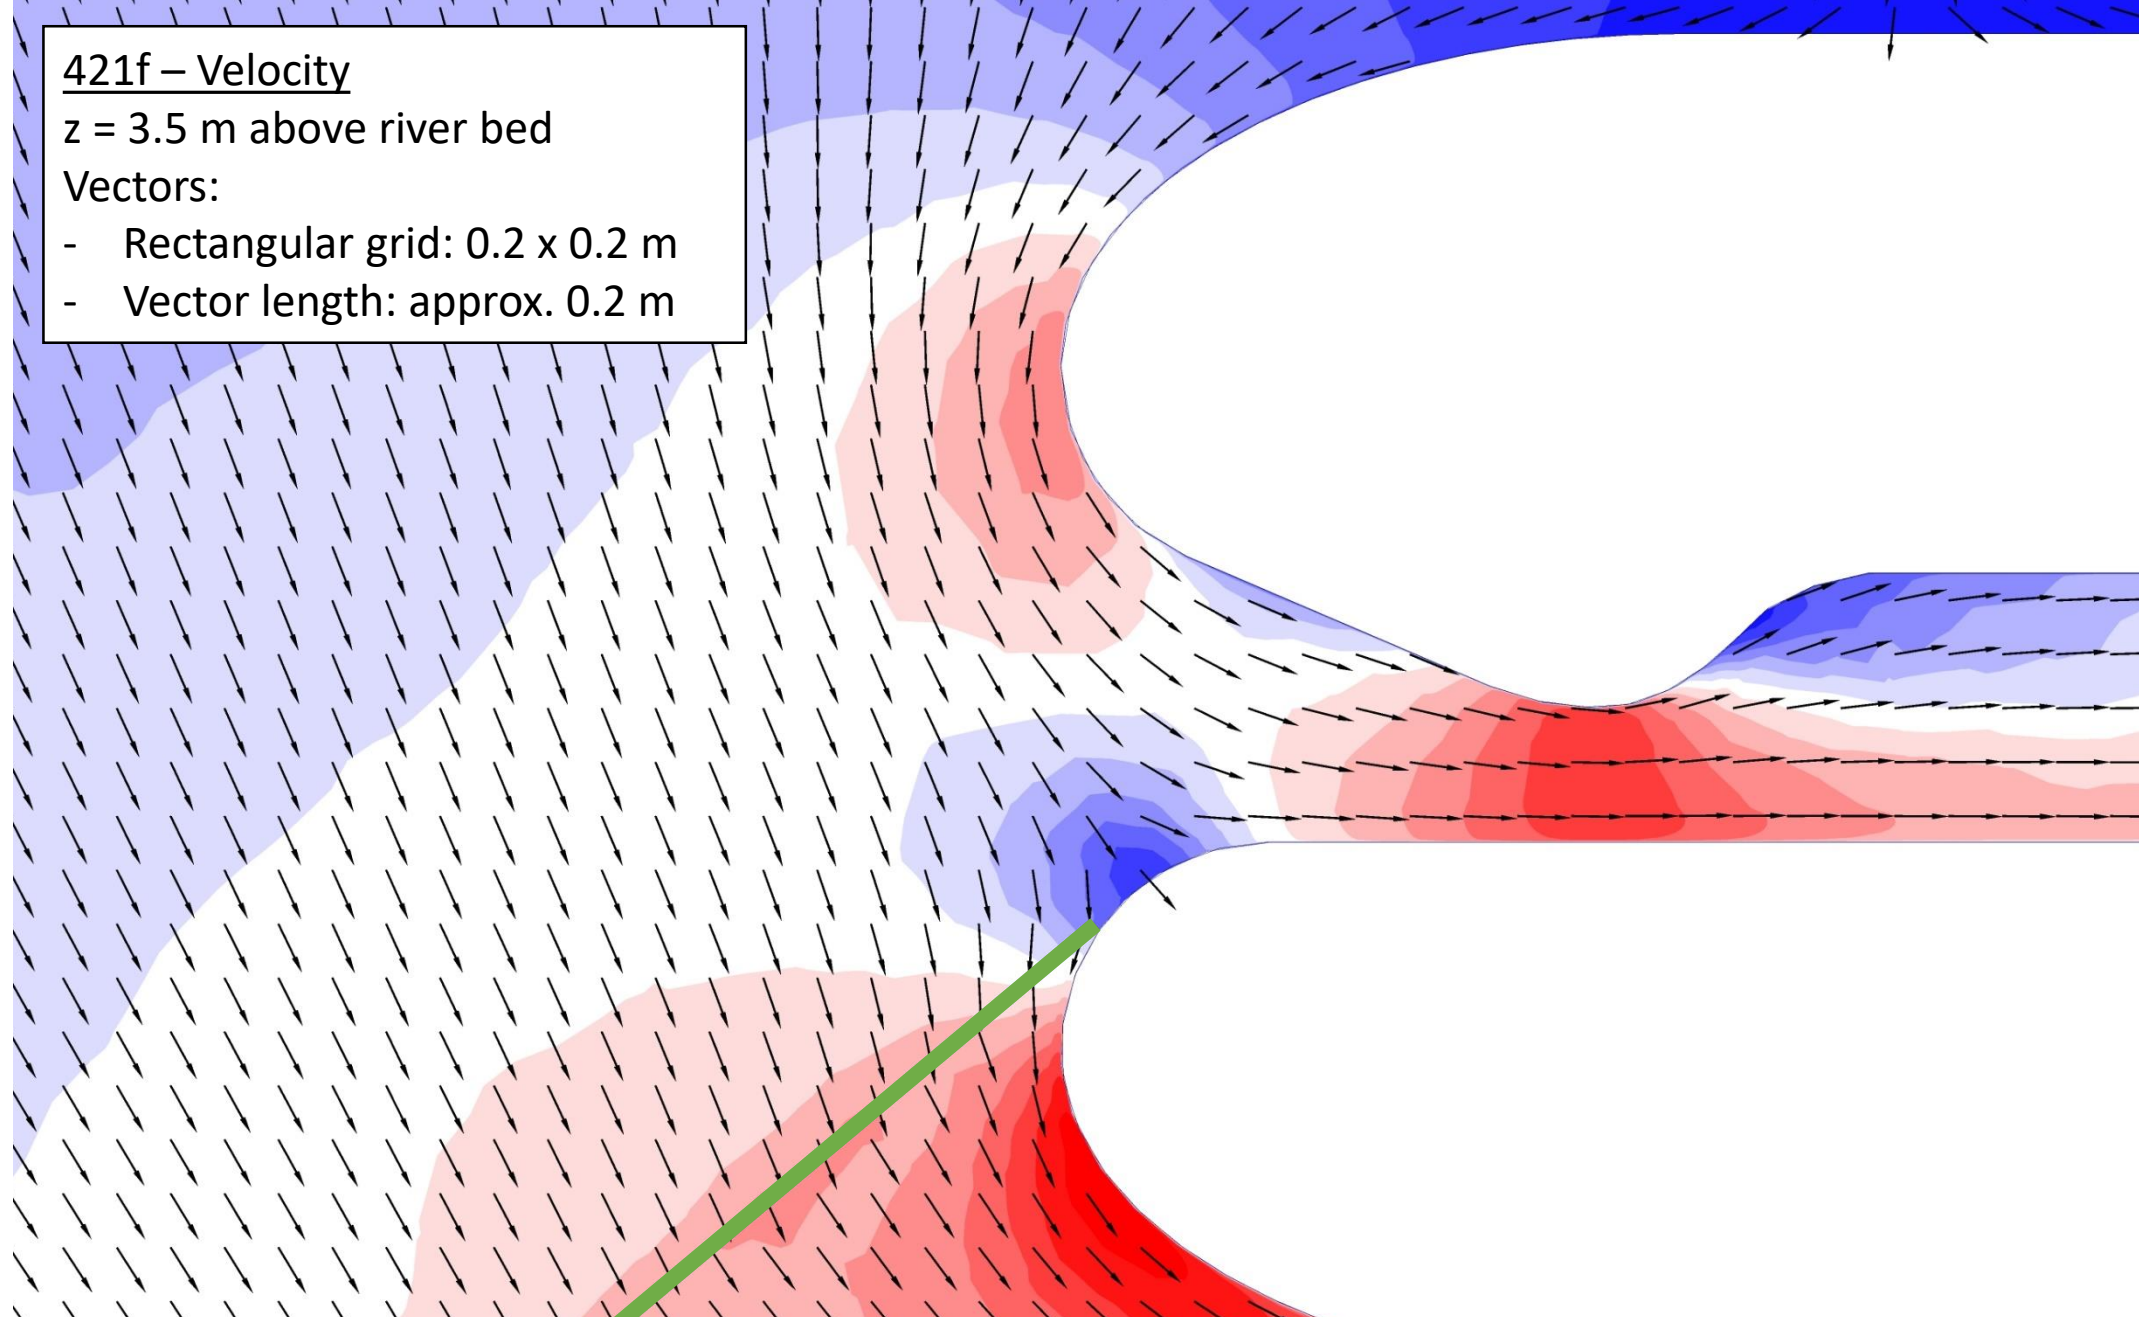 421f – Velocity
z = 3.5 m above river bed
Vectors:
- Rectangular grid: 0.2 x 0.2 m
- Vector length: approx. 0.2 m